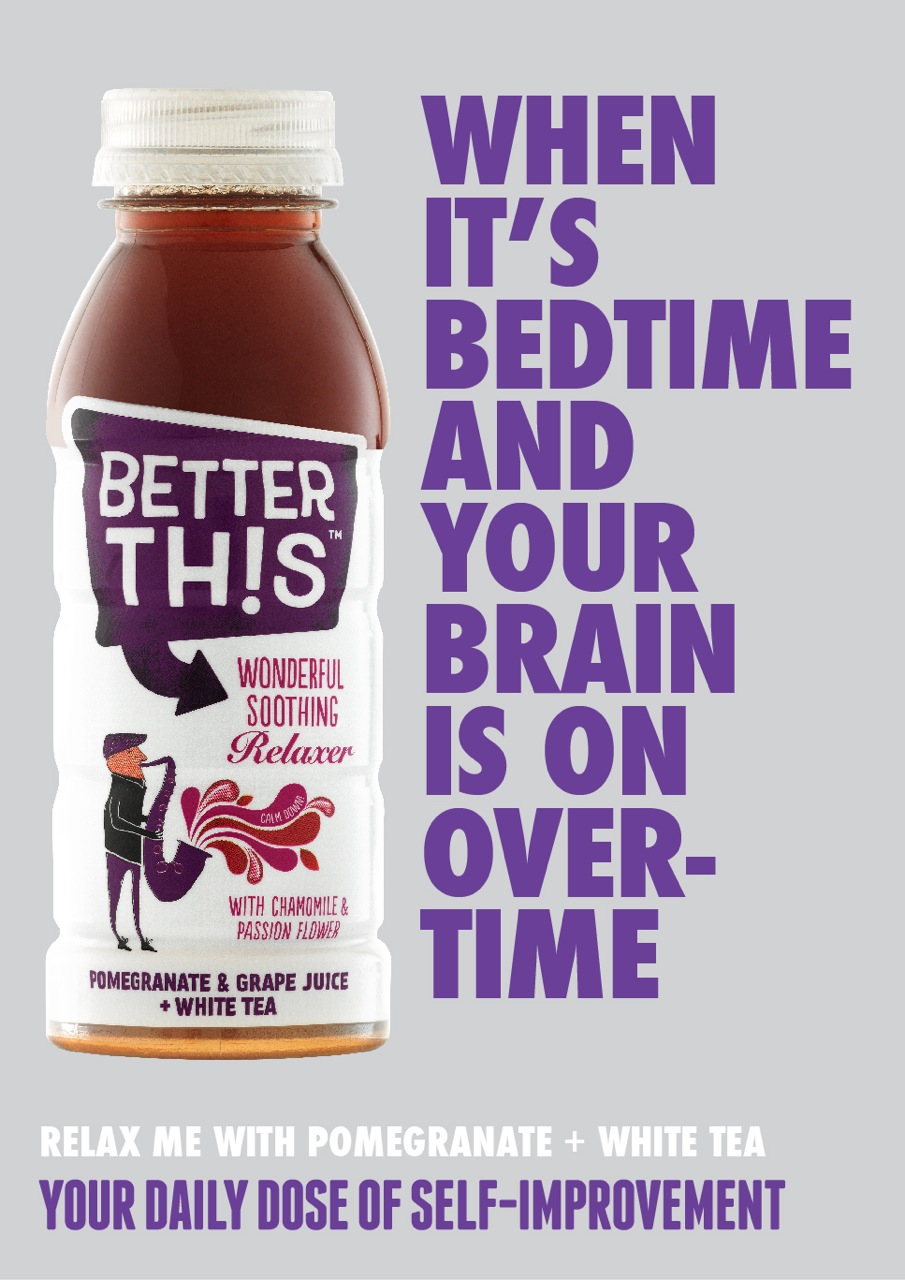 WHEN
IT'S
BEDTIME
AND
YOUR
BRAIN
IS ON
OVER-
TIME
BETTER
TH!S™
WONDERFUL
SOOTHING
Relaxer
CALM DOWN
WITH CHAMOMILE &
PASSION FLOWER
POMEGRANATE & GRAPE JUICE
+ WHITE TEA
RELAX ME WITH POMEGRANATE + WHITE TEA
YOUR DAILY DOSE OF SELF-IMPROVEMENT